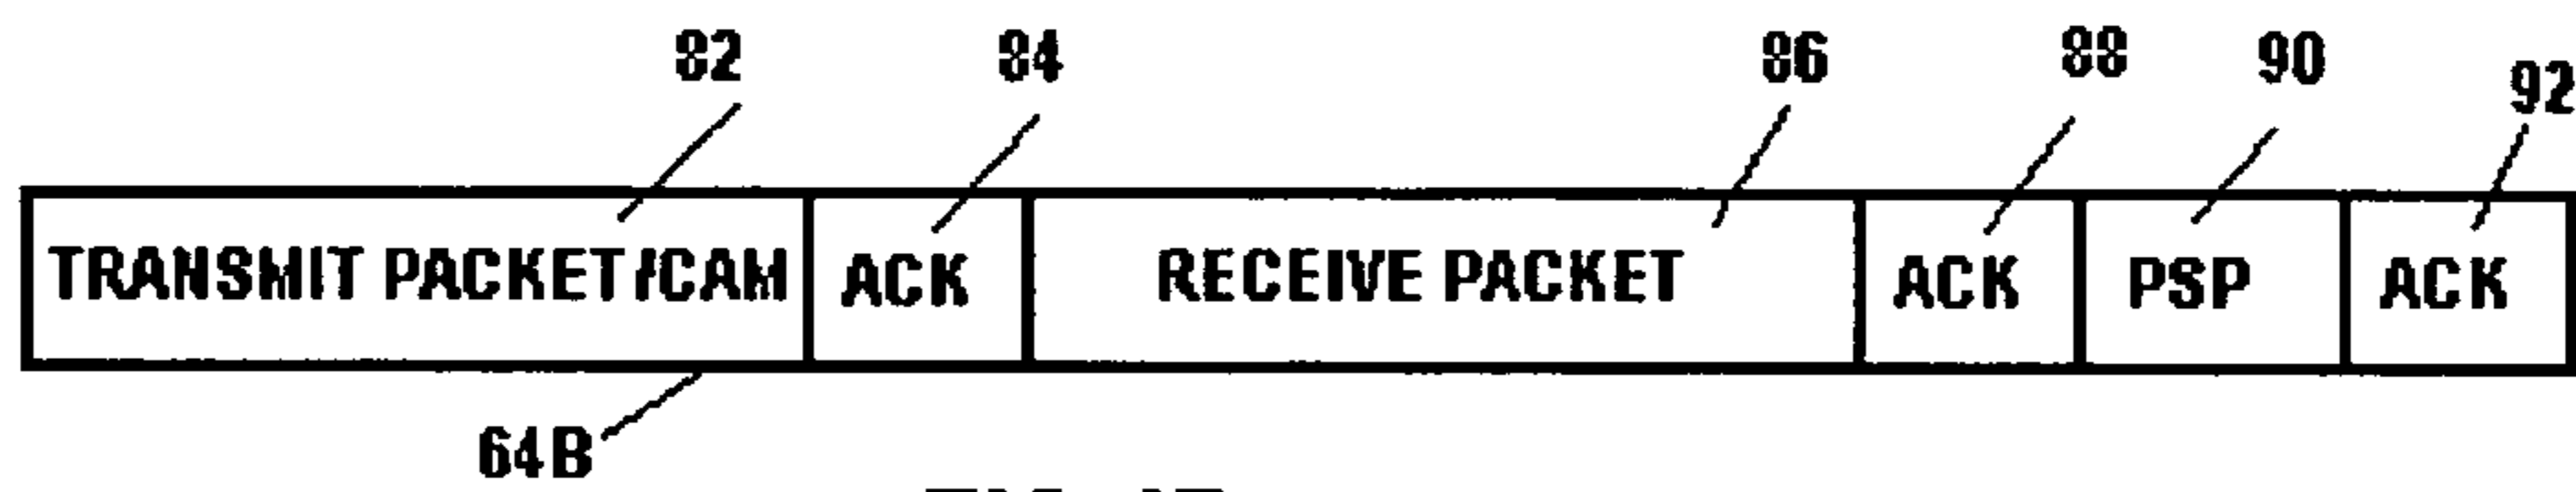 82 84 86 88 90 92
TRANSMIT PACKET/CAM ACK RECEIVE PACKET ACK PSP ACK
64B